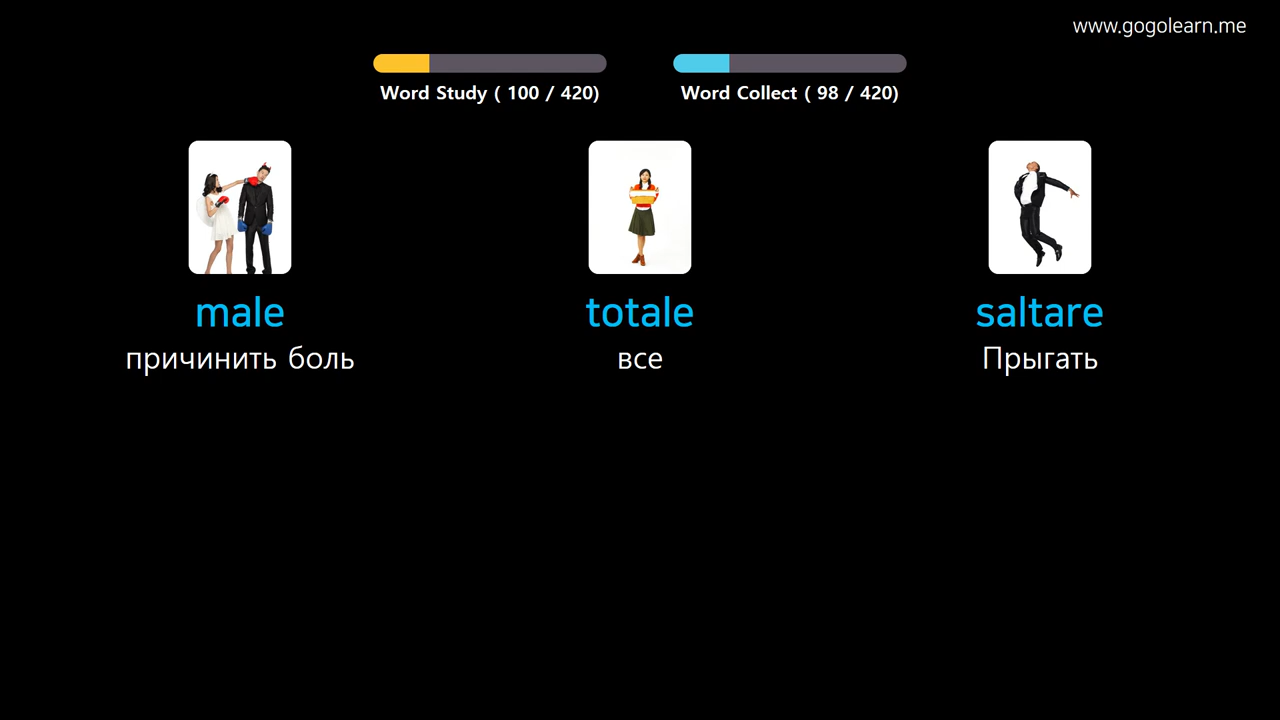 www.gogolearn.me
Word Study ( 100 / 420)
Word Collect ( 98 / 420)
male
totale
saltare
причинить боль
все
Прыгать